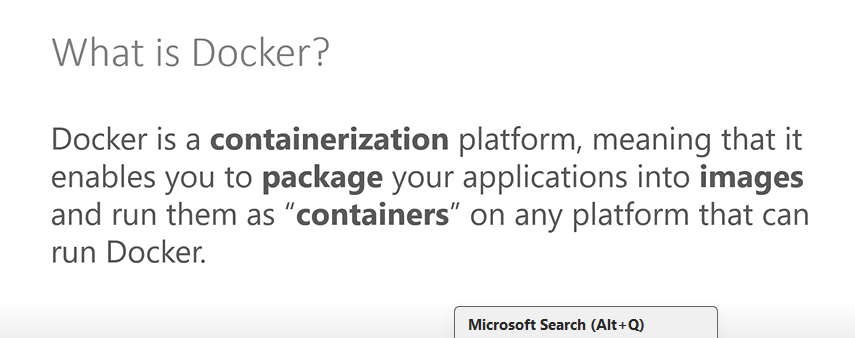 What is Docker?
Docker is a containerization platform, meaning that it
enables you to package your applications into images
and run them as “containers” on any platform that can
run Docker.
Microsoft Search (Alt+Q)